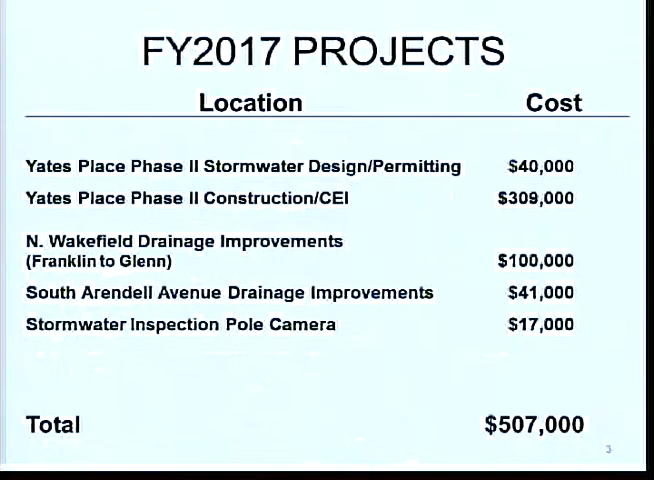 FY2017 PROJECTS
Location Cost
Yates Place Phase II Stormwater Design/Permitting $40,000
Yates Place Phase II Construction/CEI $309,000
N. Wakefield Drainage Improvements
(Franklin to Glenn) $100,000
South Arendell Avenue Drainage Improvements $41,000
Stormwater Inspection Pole Camera $17,000
Total $507,000
3